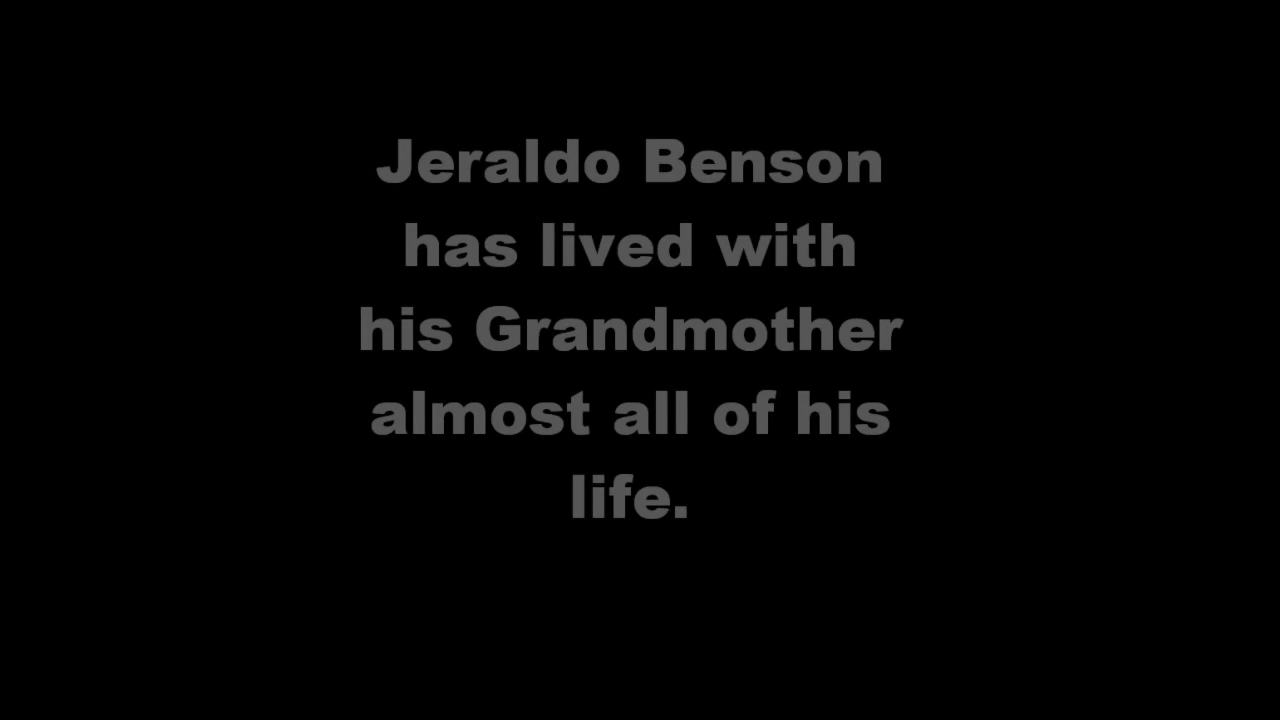 Jeraldo Benson
has lived with
his Grandmother
almost all of his
life.